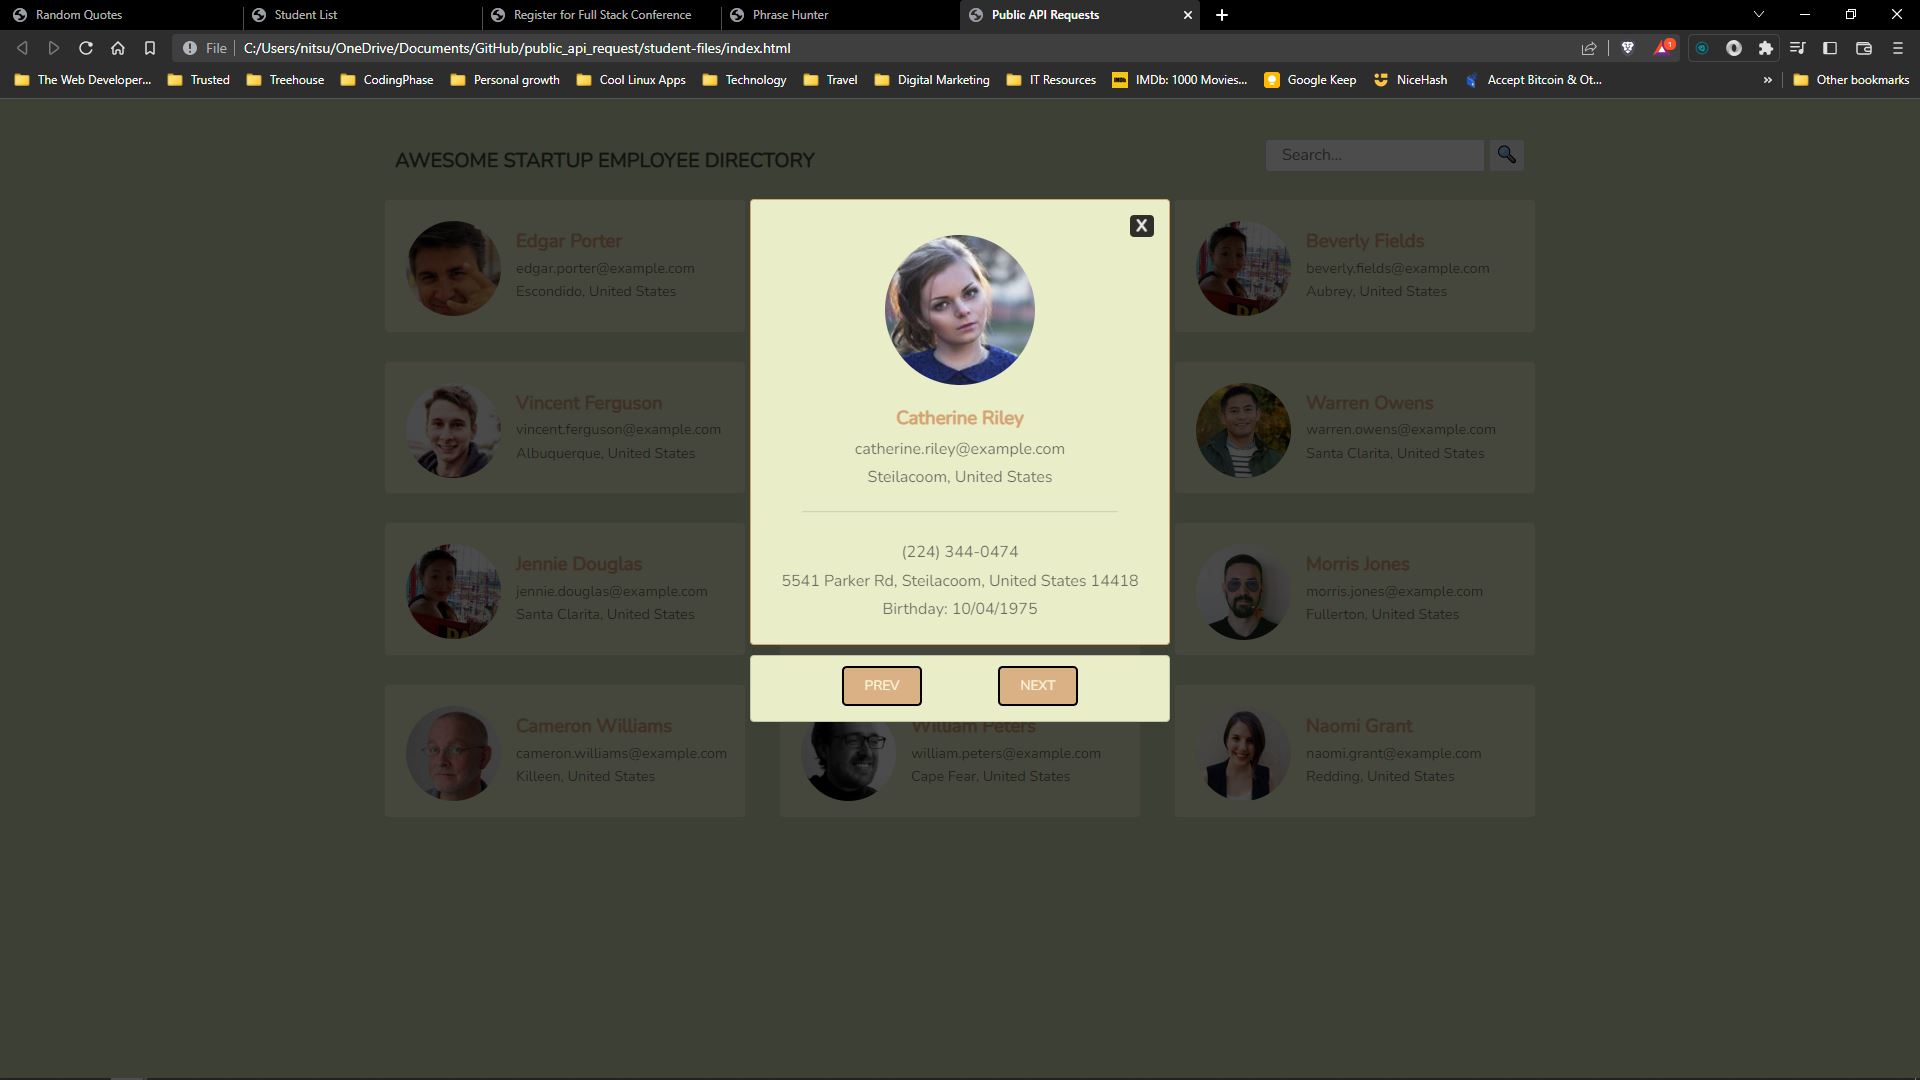 Random Quotes
Student List
Register for Full Stack Conference
Phrase Hunter
Public API Requests
File
C:/Users/nitsu/OneDrive/Documents/GitHub/public_api_request/student-files/index.html
1
The Web Developer...
Trusted
Treehouse
CodingPhase
Personal growth
Cool Linux Apps
Technology
Travel
Digital Marketing
IT Resources
IMDb: 1000 Movies...
Google Keep
NiceHash
Accept Bitcoin & Ot...
»
Other bookmarks
AWESOME STARTUP EMPLOYEE DIRECTORY
Search...
Edgar Porter
edgar.porter@example.com
Escondido, United States
X
Catherine Riley
catherine.riley@example.com
Steilacoom, United States
(224) 344-0474
5541 Parker Rd, Steilacoom, United States 14418
Birthday: 10/04/1975
PREV
NEXT
Beverly Fields
beverly.fields@example.com
Aubrey, United States
Vincent Ferguson
vincent.ferguson@example.com
Albuquerque, United States
Warren Owens
warren.owens@example.com
Santa Clarita, United States
Jennie Douglas
jennie.douglas@example.com
Santa Clarita, United States
Morris Jones
morris.jones@example.com
Fullerton, United States
Cameron Williams
cameron.williams@example.com
Killeen, United States
William Peters
william.peters@example.com
Cape Fear, United States
Naomi Grant
naomi.grant@example.com
Redding, United States